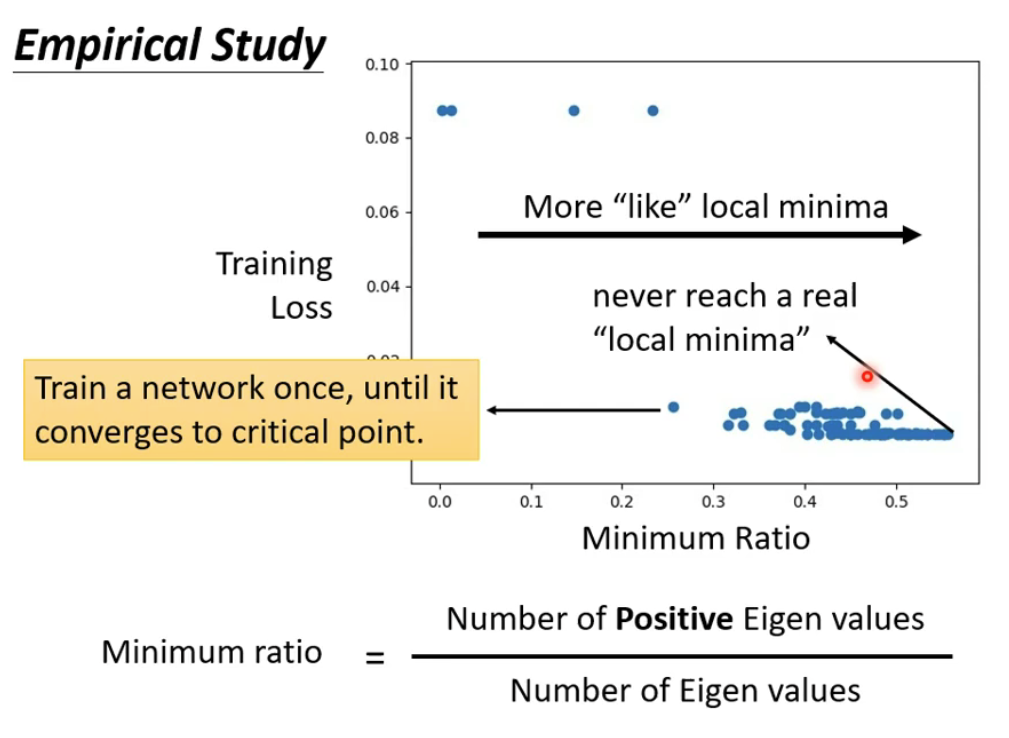 Empirical Study
0.10
0.08
0.06
0.04
More “like” local minima
Training
Loss
never reach a real
“local minima”
Train a network once, until it
converges to critical point.
0.0 0.1 0.2 0.3 0.4 0.5
Minimum Ratio
Number of Positive Eigen values
Minimum ratio =
Number of Eigen values